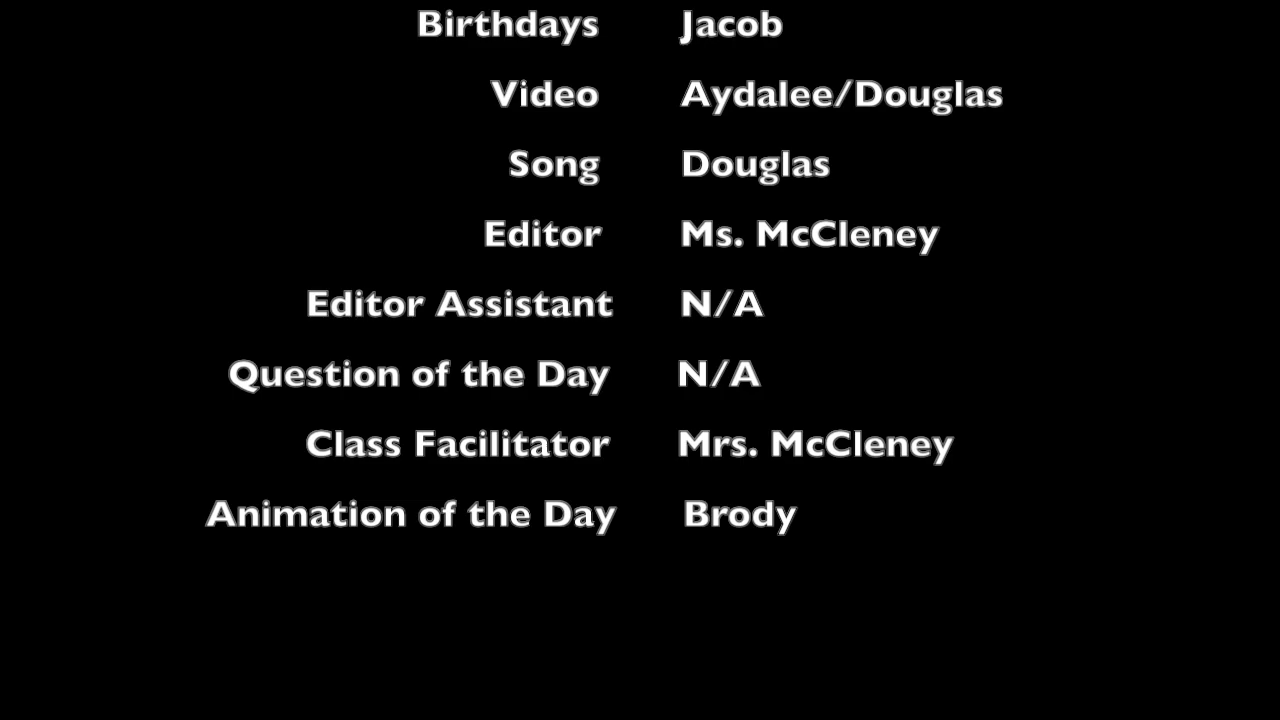 Birthdays Jacob
Video Aydalee/Douglas
Song Douglas
Editor Ms. McCleney
Editor Assistant N/A
Question of the Day N/A
Class Facilitator Mrs. McCleney
Animation of the Day Brody